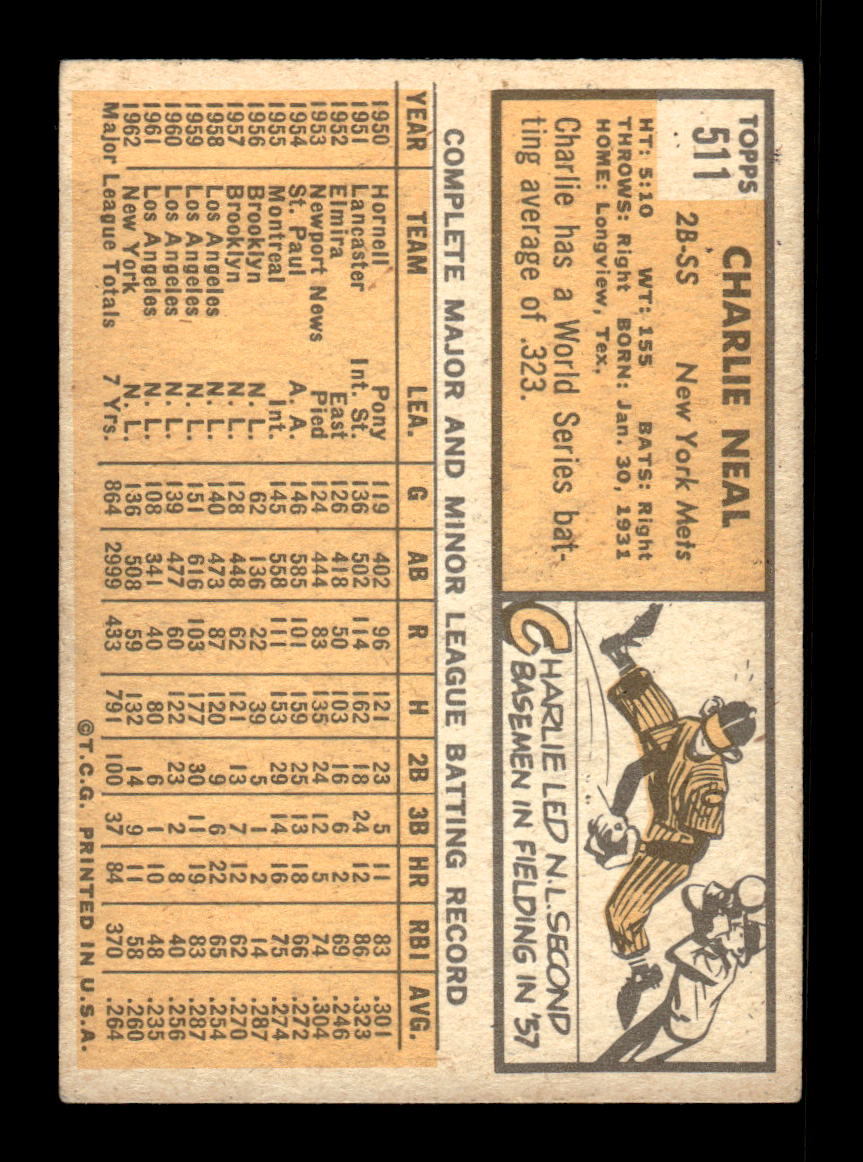 TOPPS
511
CHARLIE NEAL
2B-SS New York Mets
HT: 5:10 WT: 155 BATS: Right
THROWS: Right BORN: Jan. 30, 1931
HOME: Longview, Tex.
Charlie has a World Series bat-
ting average of .323.
CHARLIE LED N.L. SECOND
BASEMEN IN FIELDING IN '57
COMPLETE MAJOR AND MINOR LEAGUE BATTING RECORD
YEAR TEAM LEA. G AB R H 2B 3B HR RBI AVG.
1950 Hornell Pony 119 402 96 121 23 5 11 83 .301
1951 Lancaster Int. St. 136 502 114 162 18 24 12 86 .323
1952 Elmira East 126 418 50 103 16 6 2 69 .246
1953 Newport News Pied 124 444 83 135 24 12 5 74 .304
1954 St. Paul A. A. 146 585 101 159 25 13 18 66 .272
1955 Montreal Int. 145 558 111 153 29 14 16 75 .274
1956 Brooklyn N. L. 62 136 22 39 5 1 2 14 .287
1957 Brooklyn N. L. 128 448 62 121 13 7 12 62 .270
1958 Los Angeles N. L. 140 473 87 120 9 6 22 65 .254
1959 Los Angeles N. L. 151 616 103 177 30 11 19 83 .287
1960 Los Angeles N. L. 139 477 60 122 23 2 8 40 .256
1961 Los Angeles N. L. 108 341 40 80 6 1 10 48 .235
1962 New York N. L. 136 508 59 132 14 9 11 58 .260
Major League Totals 7 Yrs. 864 2999 433 791 100 37 84 370 .264
©T.C.G. PRINTED IN U.S.A.